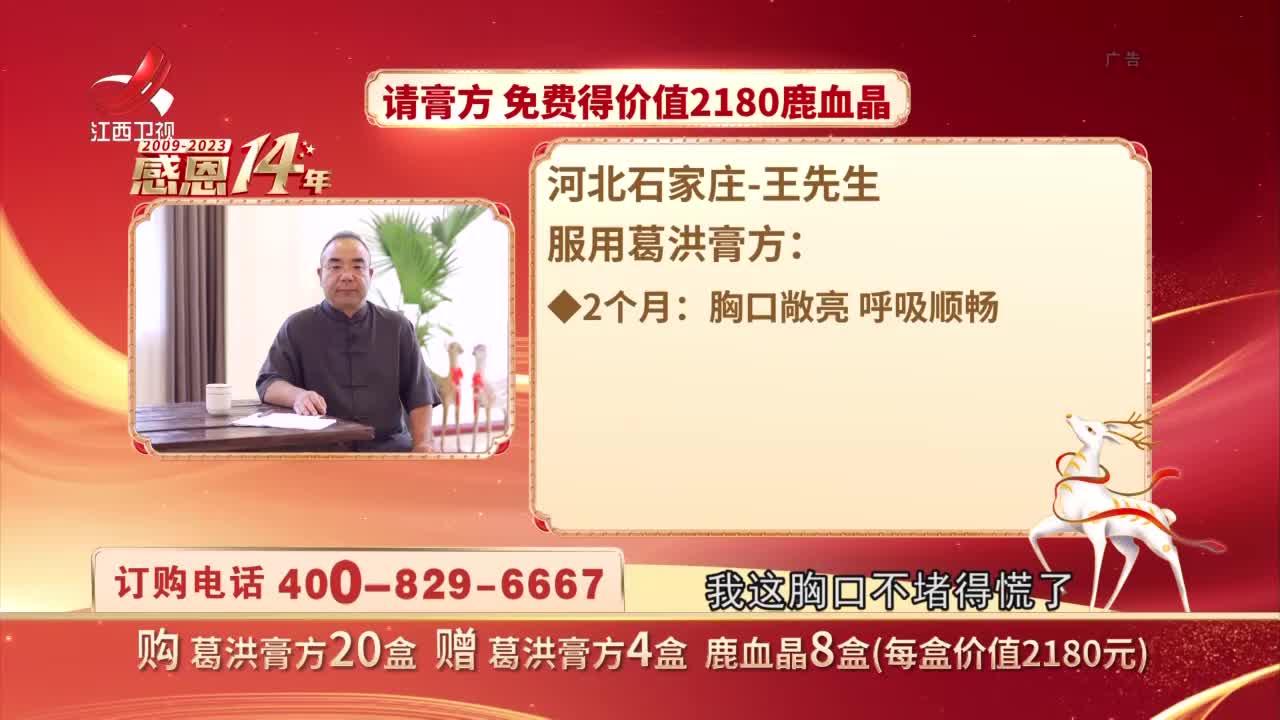 广告
江西卫视
2009-2023
感恩14年
请膏方 免费得价值2180鹿血晶
河北石家庄-王先生
服用葛洪膏方：
◆2个月：胸口敞亮 呼吸顺畅
订购电话 400-829-6667
我这胸口不堵得慌了
购 葛洪膏方20盒 赠 葛洪膏方4盒 鹿血晶8盒(每盒价值2180元)